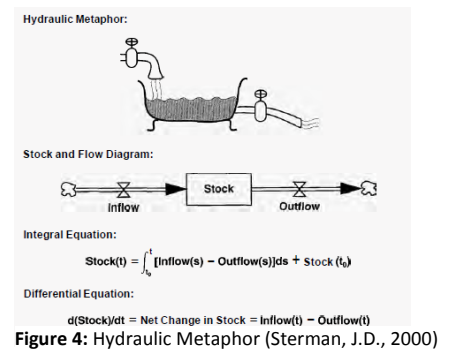 Hydraulic Metaphor:
Stock and Flow Diagram:
Stock
Inflow
Outflow
Integral Equation:
Stock(t) = ∫ₜ₀ᵗ [Inflow(s) − Outflow(s)]ds + Stock (t₀)
Differential Equation:
d(Stock)/dt = Net Change in Stock = Inflow(t) − Outflow(t)
Figure 4: Hydraulic Metaphor (Sterman, J.D., 2000)